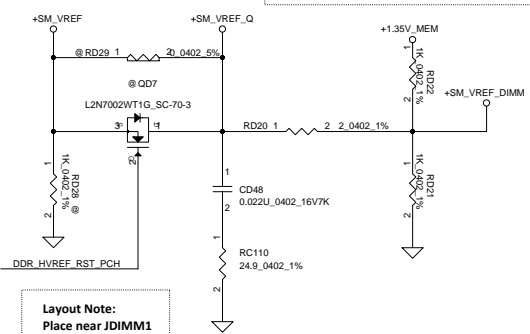 +SM_VREF
+SM_VREF_Q
+1.35V_MEM
@ RD29 1 2 0_0402_5%
@ QD7
L2N7002WT1G_SC-70-3
3 1
2
1
1K_0402_1%
RD22
2
+SM_VREF_DIMM
RD20 1 2 2_0402_1%
1
1K_0402_1%
RD28
@
2
1
CD48
0.022U_0402_16V7K
2
1
1K_0402_1%
RD21
2
1
RC110
24.9_0402_1%
2
DDR_HVREF_RST_PCH
Layout Note:
Place near JDIMM1